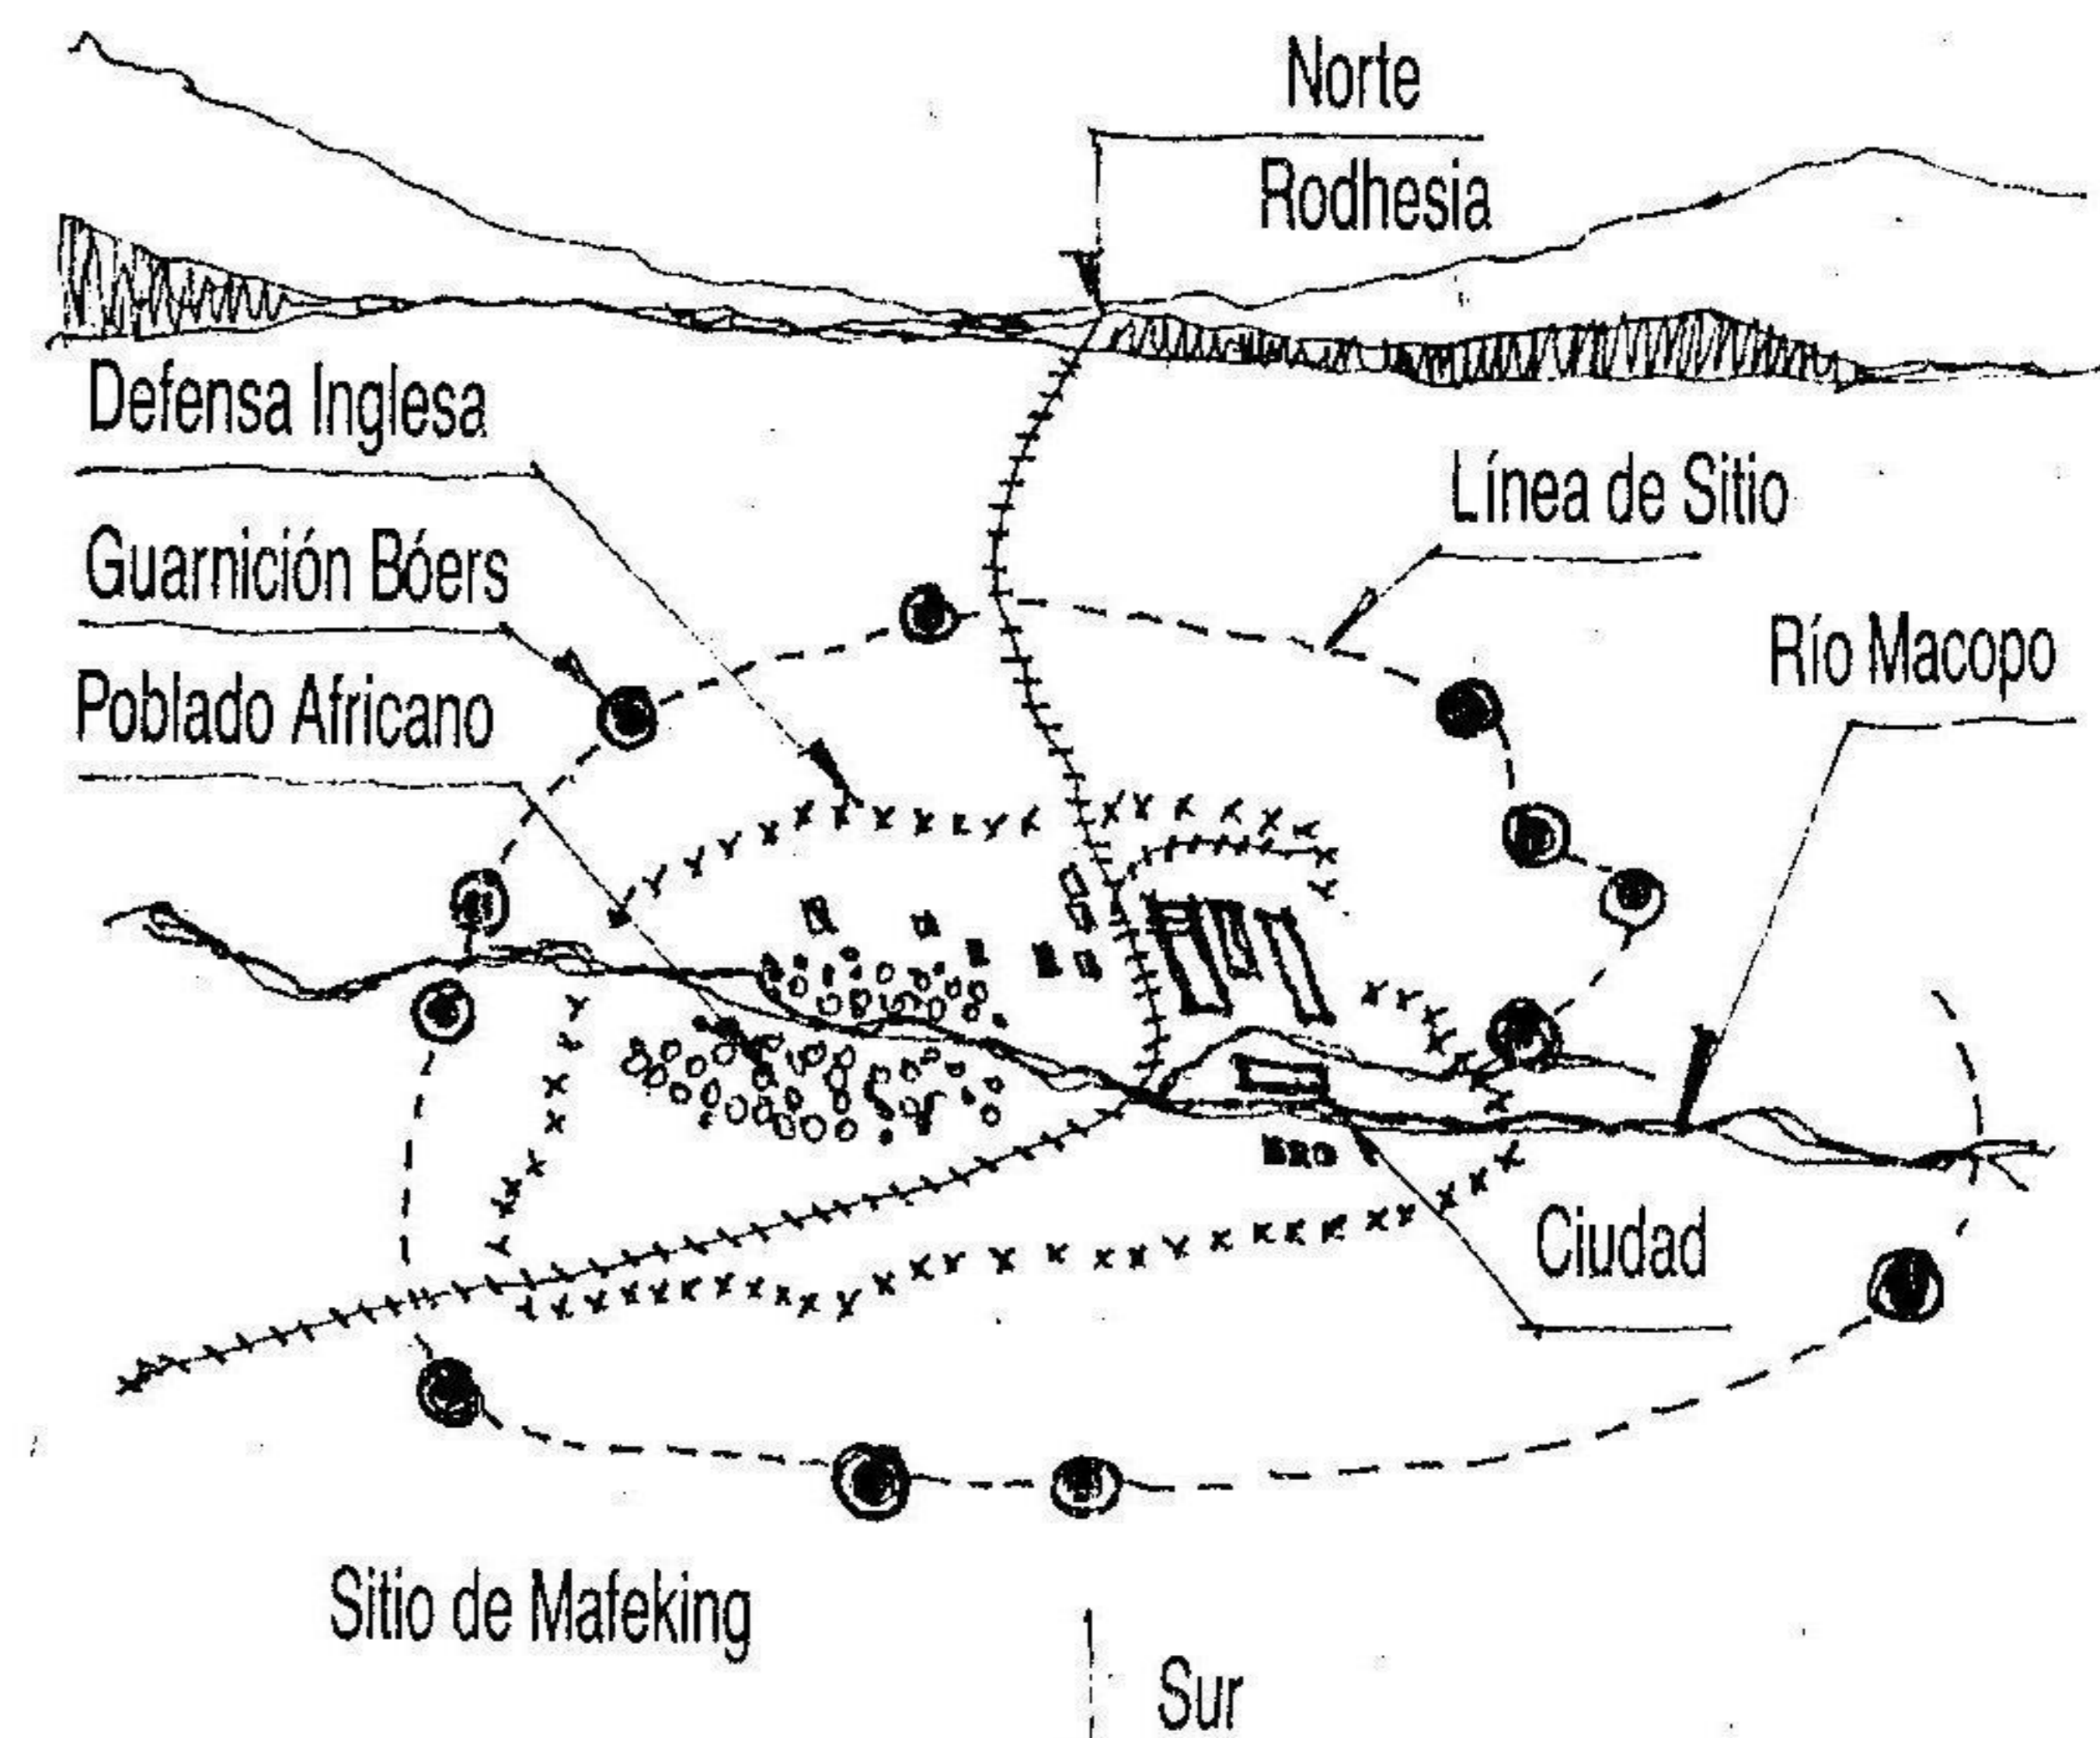 Norte
Rodhesia
Defensa Inglesa
Línea de Sitio
Guarnición Bóers
Río Macopo
Poblado Africano
Ciudad
Sitio de Mafeking
Sur